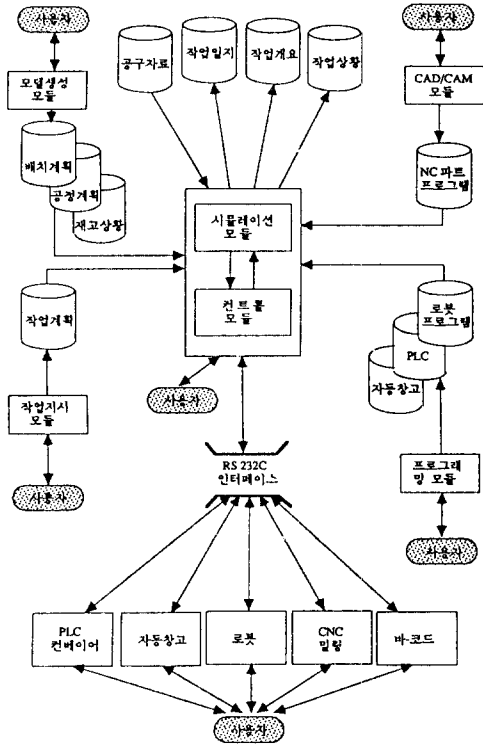 사용자
모델생성
모듈
배치계획
공정계획
재고상황
공구자료
작업일지
작업개요
작업상황
사용자
CAD/CAM
모듈
NC 파트
프로그램
시뮬레이션
모듈
컨트롤
모듈
작업계획
작업지시
모듈
사용자
사용자
로봇
프로그램
PLC
자동창고
프로그래
밍 모듈
사용자
RS 232C
인터페이스
PLC
컨베이어
자동창고
로봇
CNC
밀링
바·코드
사용자